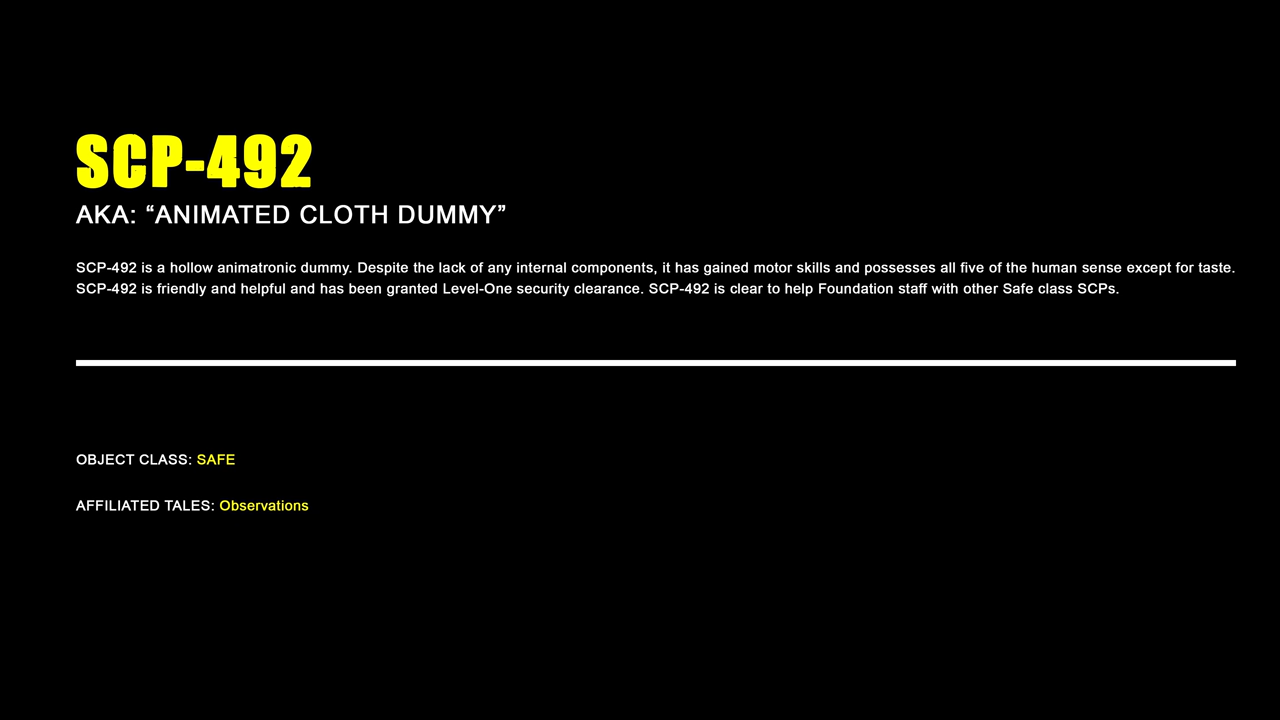 SCP-492
AKA: “ANIMATED CLOTH DUMMY”
SCP-492 is a hollow animatronic dummy. Despite the lack of any internal components, it has gained motor skills and possesses all five of the human sense except for taste.
SCP-492 is friendly and helpful and has been granted Level-One security clearance. SCP-492 is clear to help Foundation staff with other Safe class SCPs.
OBJECT CLASS: SAFE
AFFILIATED TALES: Observations